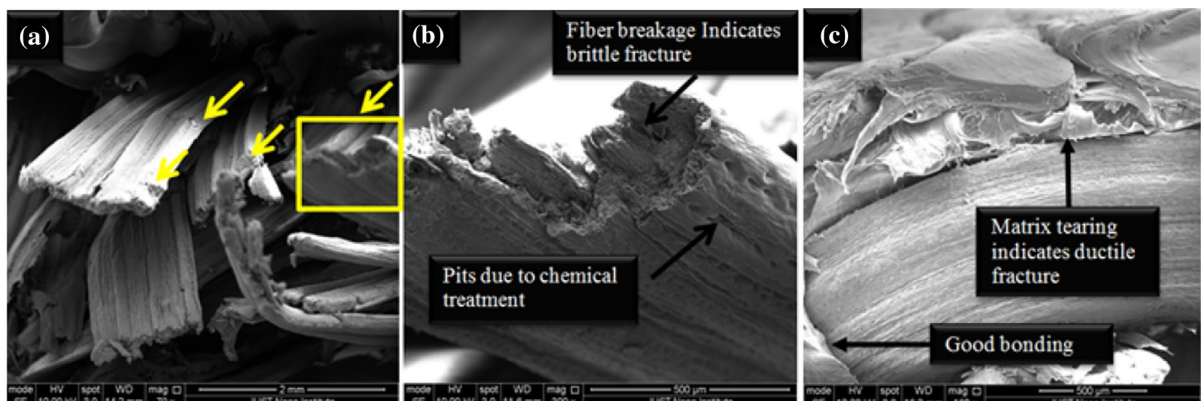 (a)
(b)
Fiber breakage Indicates
brittle fracture
Pits due to chemical
treatment
(c)
Matrix tearing
indicates ductile
fracture
Good bonding
mode HV spot WD mag
2 mm
mode HV spot WD mag
500 µm
mode HV spot WD mag
500 µm